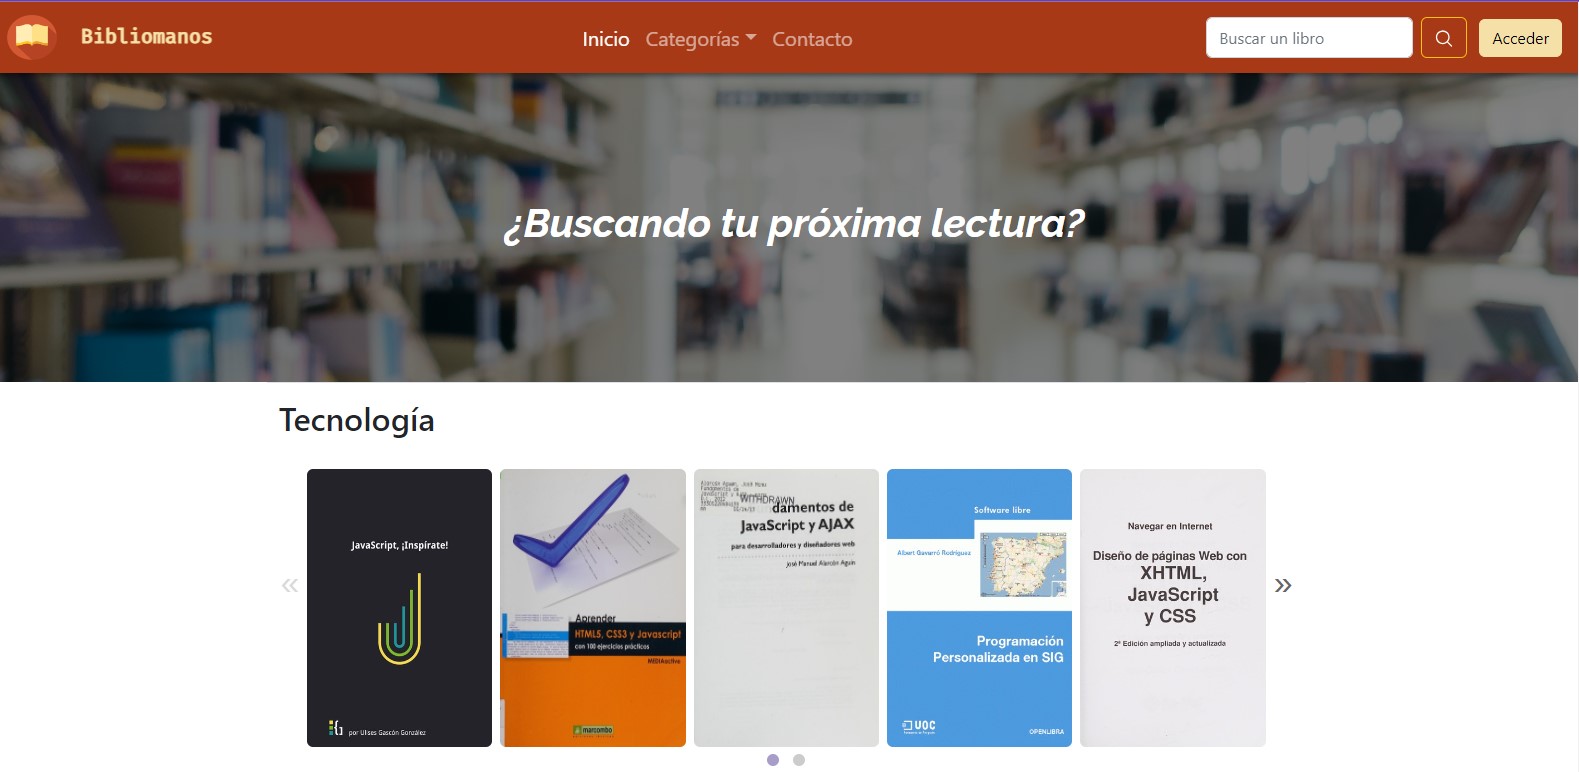 Bibliomanos
Inicio
Categorías
Contacto
Buscar un libro
Acceder
¿Buscando tu próxima lectura?
Tecnología
JavaScript, ¡Inspírate!
por Ulises Gascón González
Aprender
HTML5, CSS3 y Javascript
con 100 ejercicios prácticos
MEDIAactive
marcombo
WITHDRAWN
damentos de
JavaScript y AJAX
para desarrolladores y diseñadores web
José Manuel Alarcón Aguín
Software libre
Albert Gavarró Rodríguez
Programación
Personalizada en SIG
UOC
OPENLIBRA
Navegar en Internet
Diseño de páginas Web con
XHTML,
JavaScript
y CSS
2ª Edición ampliada y actualizada